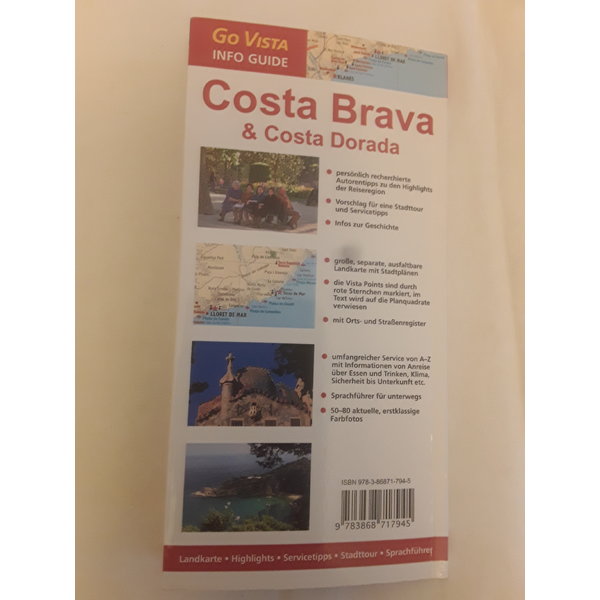 GO VISTA
INFO GUIDE
LLORET DE MAR
BLANES
Costa Brava
& Costa Dorada
persönlich recherchierte
Autorentipps zu den Highlights
der Reiseregion
Vorschlag für eine Stadttour
und Servicetipps
Infos zur Geschichte
große, separate, ausfaltbare
Landkarte mit Stadtplänen
die Vista Points sind durch
rote Sternchen markiert, im
Text wird auf die Planquadrate
verwiesen
mit Orts- und Straßenregister
LLORET DE MAR
umfangreicher Service von A–Z
mit Informationen von Anreise
über Essen und Trinken, Klima,
Sicherheit bis Unterkunft etc.
Sprachführer für unterwegs
50–80 aktuelle, erstklassige
Farbfotos
ISBN 978-3-86871-794-5
9 783868 717945
Landkarte • Highlights • Servicetipps • Stadttour • Sprachführer